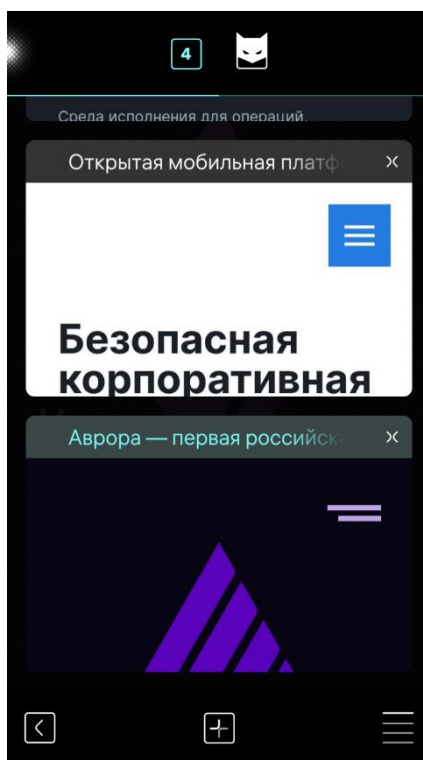 4
Среда исполнения для операций.
Открытая мобильная платф
Безопасная
корпоративная
Аврора — первая российск